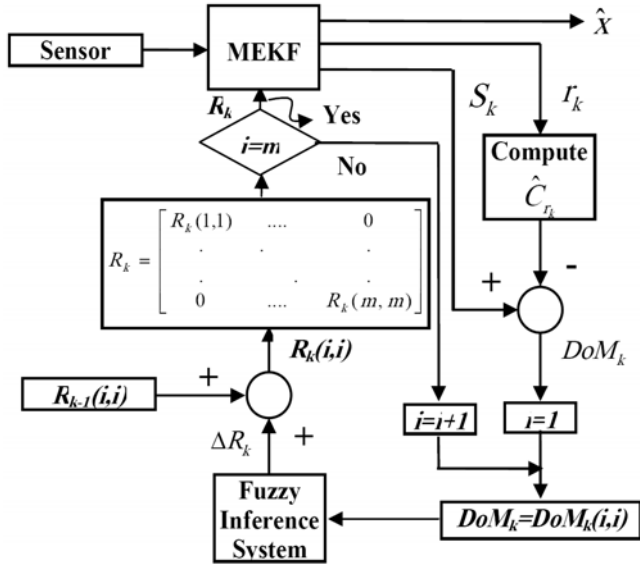 x̂
Sensor
MEKF
R_k
Yes
S_k
r_k
i=m
No
Compute
Ĉ_{r_k}
R_k = [ R_k(1,1) .... 0
. . .
. . .
0 .... R_k(m, m) ]
+
-
R_k(i,i)
DoM_k
R_{k-1}(i,i)
+
i=i+1
i=1
ΔR_k
+
Fuzzy
Inference
System
DoM_k=DoM_k(i,i)